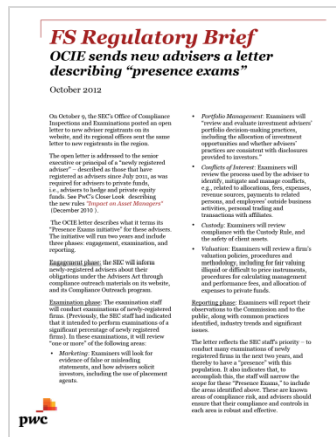 FS Regulatory Brief
OCIE sends new advisers a letter
describing “presence exams”
October 2012
On October 9, the SEC's Office of Compliance
Inspections and Examinations posted an open
letter to new adviser registrants on its
website, and its regional offices sent the same
letter to new registrants in the region.
The open letter is addressed to the senior
executive or principal of a “newly registered
adviser” – described as those that have
registered as advisers since July 2011, as was
required for advisers to private funds,
i.e., advisers to hedge and private equity
funds. See PwC's Close Look describing
the new rules "Impact on Asset Managers"
(December 2010 ).
The OCIE letter describes what it terms its
“Presence Exams initiative” for these advisers.
The initiative will run two years and include
three phases: engagement, examination, and
reporting.
Engagement phase: the SEC will inform
newly-registered advisers about their
obligations under the Advisers Act through
compliance outreach materials on its website,
and its Compliance Outreach program.
Examination phase: The examination staff
will conduct examinations of newly-registered
firms. (Previously, the SEC staff had indicated
that it intended to perform examinations of a
significant percentage of newly registered
firms). In these examinations, it will review
“one or more” of the following areas:
• Marketing: Examiners will look for
evidence of false or misleading
statements, and how advisers solicit
investors, including the use of placement
agents.
• Portfolio Management: Examiners will
“review and evaluate investment advisers’
portfolio decision-making practices,
including the allocation of investment
opportunities and whether advisers’
practices are consistent with disclosures
provided to investors.”
• Conflicts of Interest: Examiners will
review the process used by the adviser to
identify, mitigate and manage conflicts,
e.g., related to allocations, fees, expenses,
revenue sources, payments to related
persons, and employees' outside business
activities, personal trading and
transactions with affiliates.
• Custody: Examiners will review
compliance with the Custody Rule, and
the safety of client assets.
• Valuation: Examiners will review a firm's
valuation policies, procedures and
methodology, including for fair valuing
illiquid or difficult to price instruments,
procedures for calculating management
and performance fees, and allocation of
expenses to private funds.
Reporting phase: Examiners will report their
observations to the Commission and to the
public, along with common practices
identified, industry trends and significant
issues.
The letter reflects the SEC staff's priority – to
conduct many examinations of newly
registered firms in the next two years, and
thereby to have a “presence” with this
population. It also indicates that, to
accomplish this, the staff will narrow the
scope for these “Presence Exams,” to include
the areas identified above. These are known
areas of compliance risk, and advisers should
ensure that their compliance and controls in
each area is robust and effective.
pwc